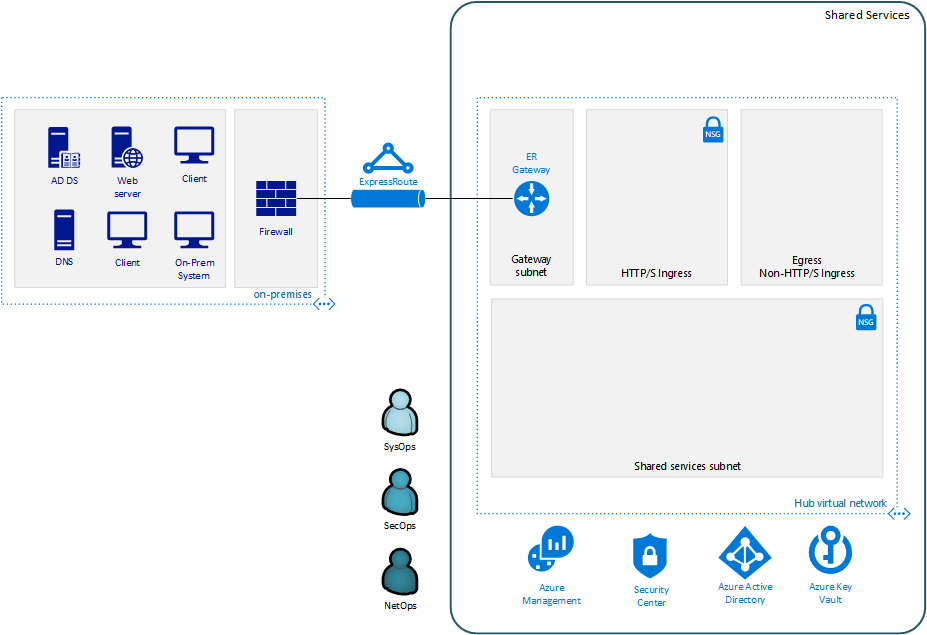 Shared Services
AD DS
Web
server
Client
DNS
Client
On-Prem
System
Firewall
on-premises
ExpressRoute
ER
Gateway
Gateway
subnet
NSG
HTTP/S Ingress
Egress
Non-HTTP/S Ingress
NSG
Shared services subnet
Hub virtual network
SysOps
SecOps
NetOps
Azure
Management
Security
Center
Azure Active
Directory
Azure Key
Vault